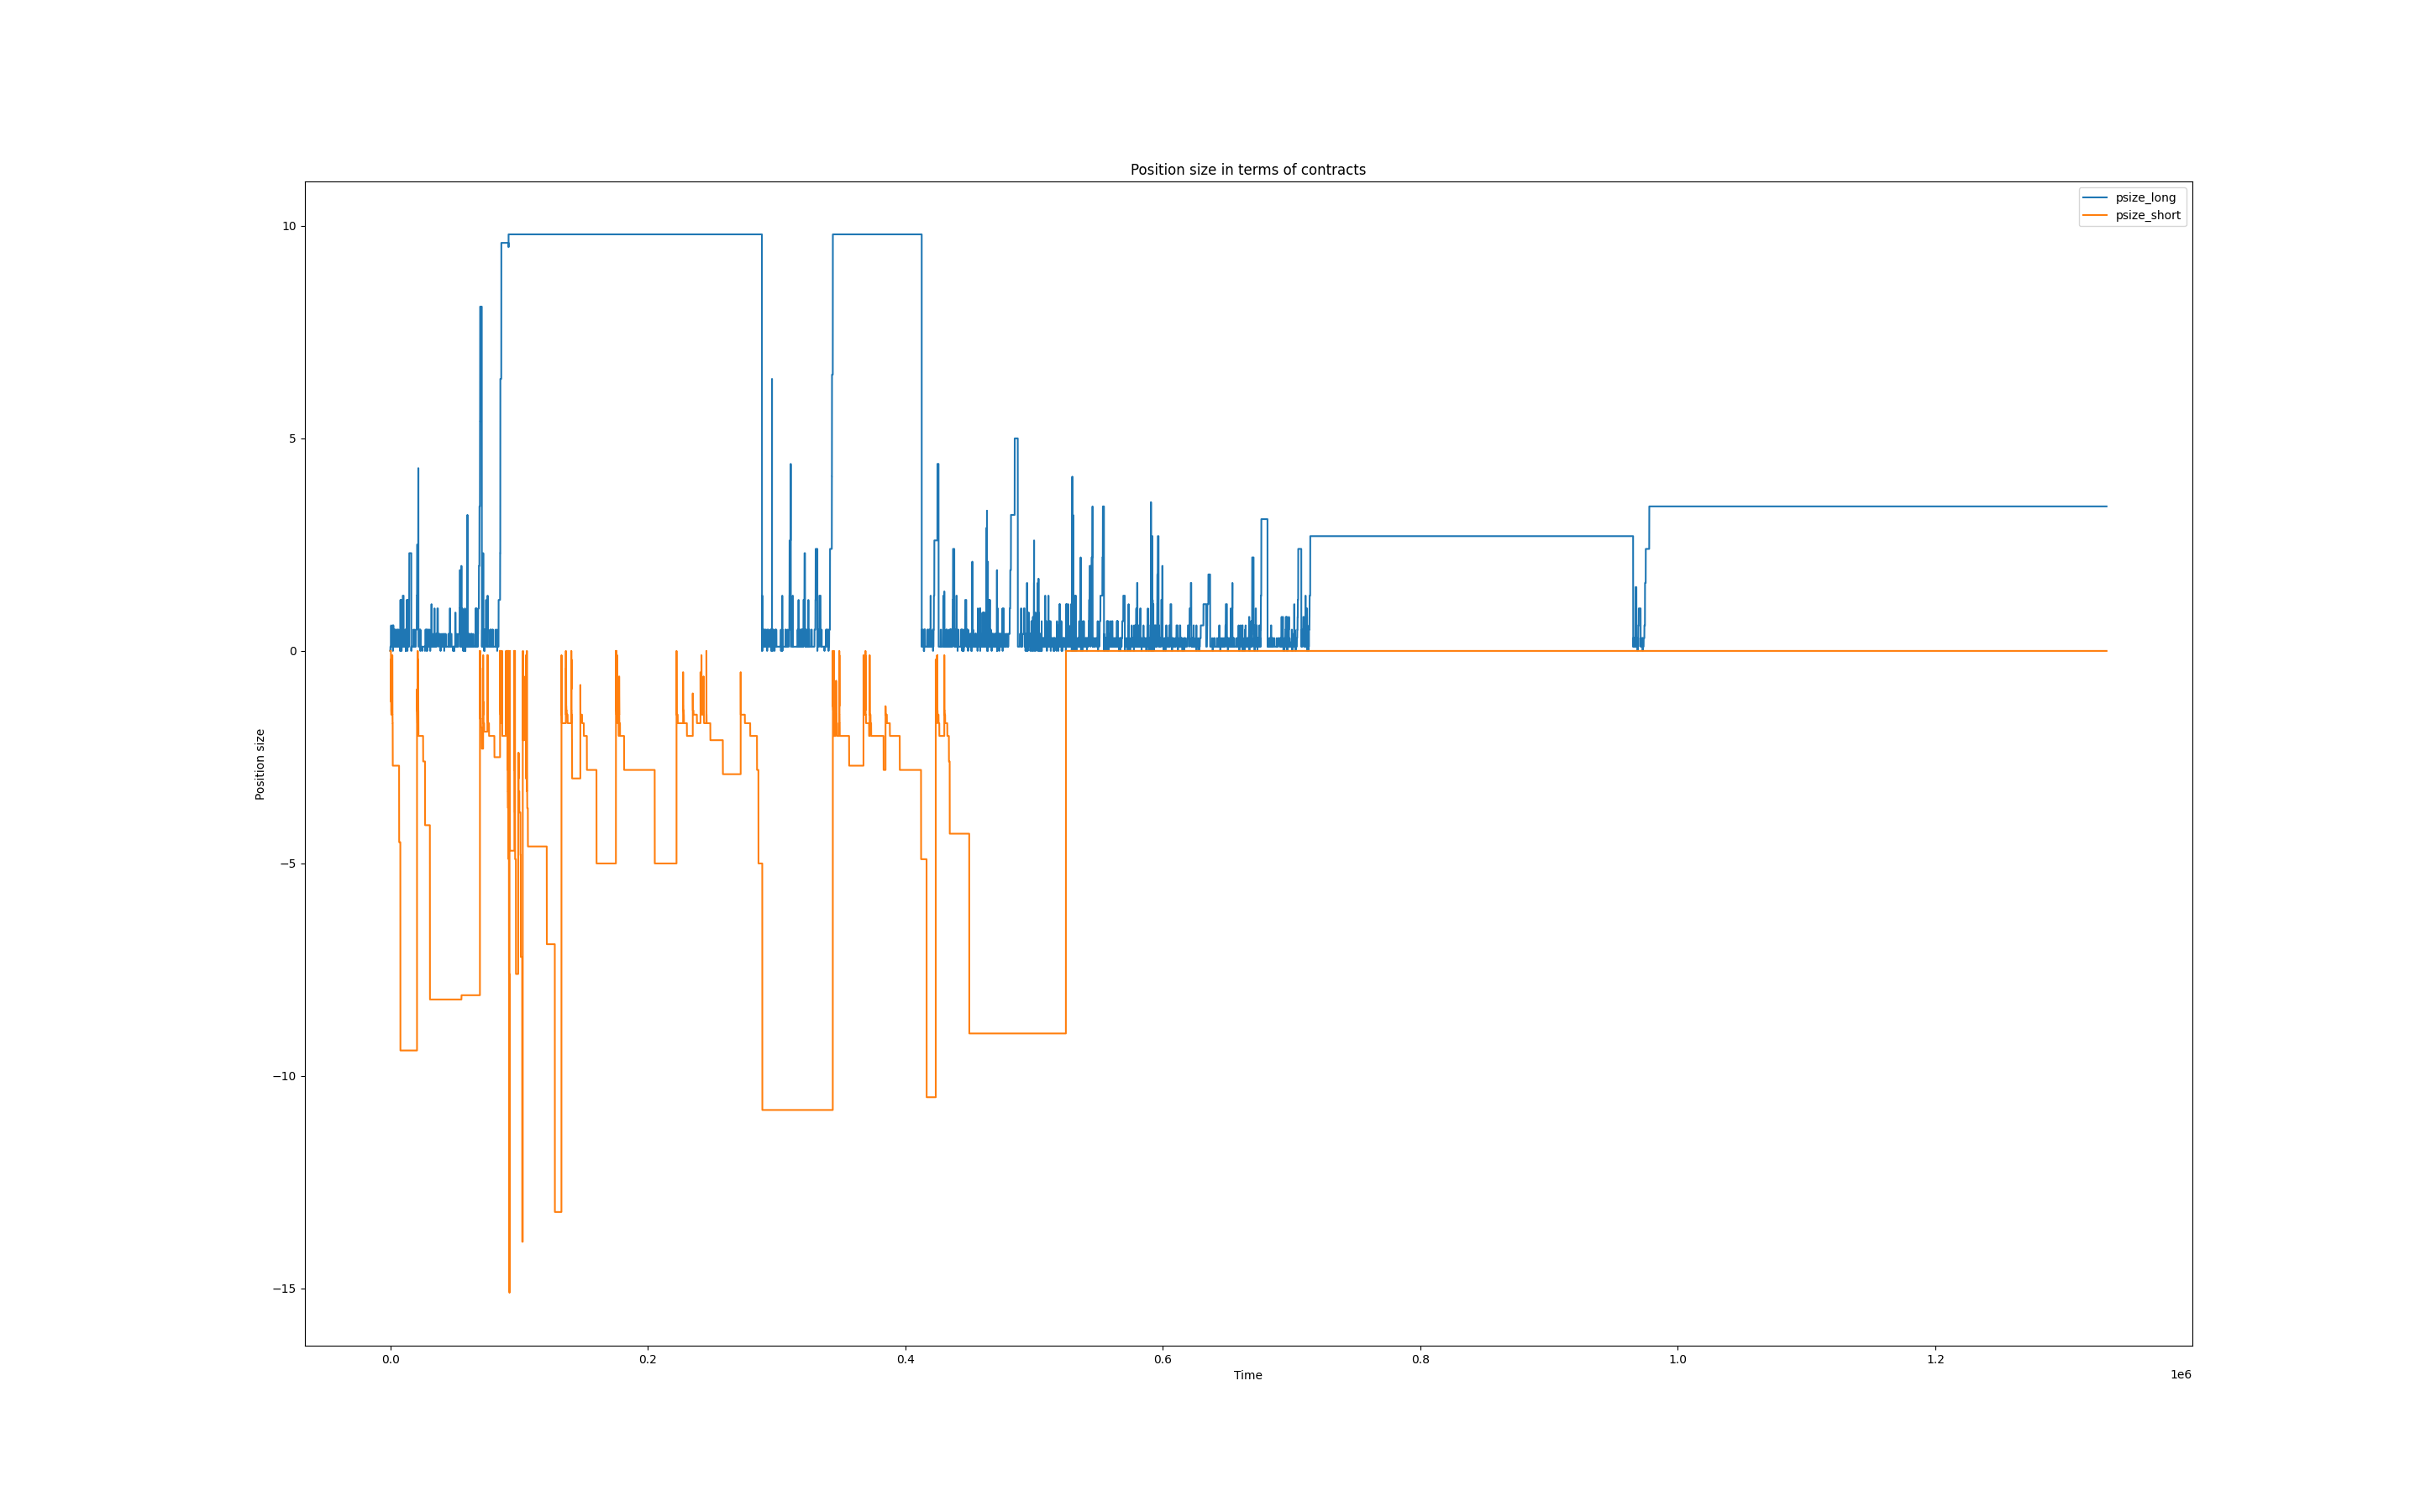 Position size in terms of contracts
psize_long
psize_short
10
5
0
−5
−10
−15
Position size
0.0 0.2 0.4 0.6 0.8 1.0 1.2
Time
1e6